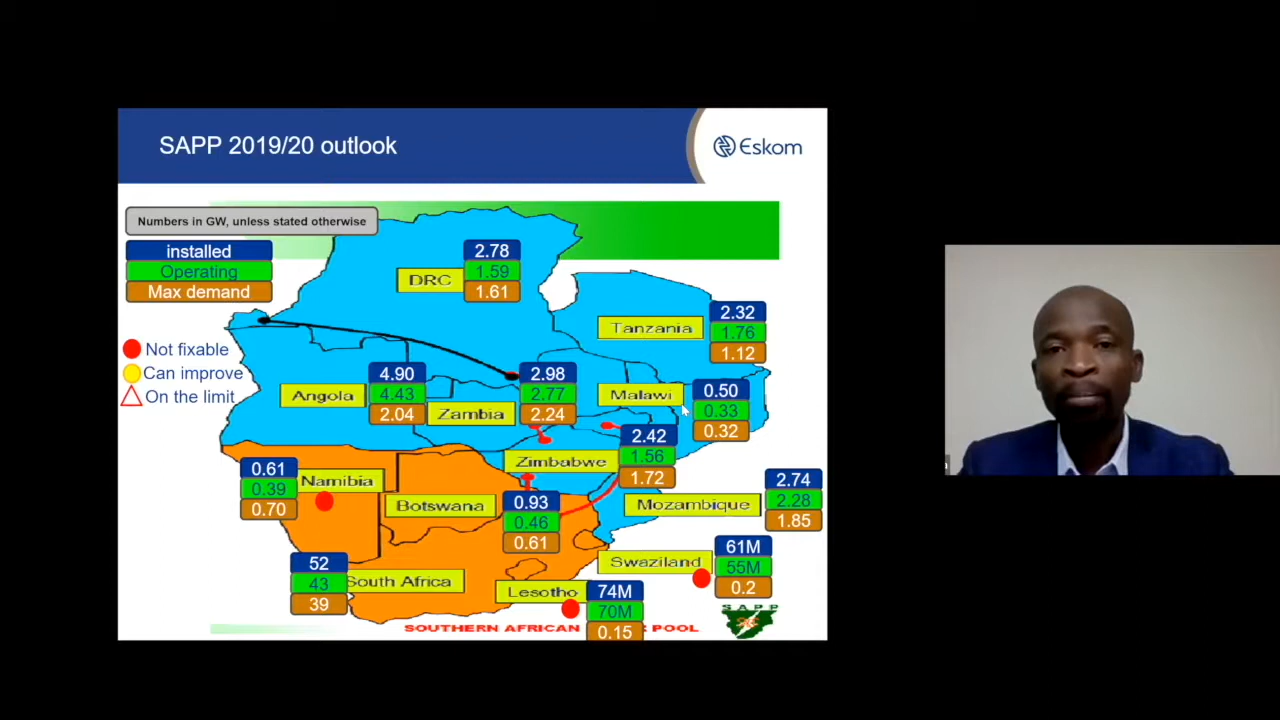 SAPP 2019/20 outlook
Eskom
Numbers in GW, unless stated otherwise
installed
Operating
Max demand
Not fixable
Can improve
On the limit
DRC
2.78
1.59
1.61
Tanzania
2.32
1.76
1.12
Angola
4.90
4.43
2.04
Zambia
2.98
2.77
2.24
Malawi
0.50
0.33
0.32
Zimbabwe
2.42
1.56
1.72
Namibia
0.61
0.39
0.70
Botswana
0.93
0.46
0.61
Mozambique
2.74
2.28
1.85
South Africa
52
43
39
Lesotho
74M
70M
0.15
Swaziland
61M
55M
0.2
SAPP
SOUTHERN AFRICAN R POOL